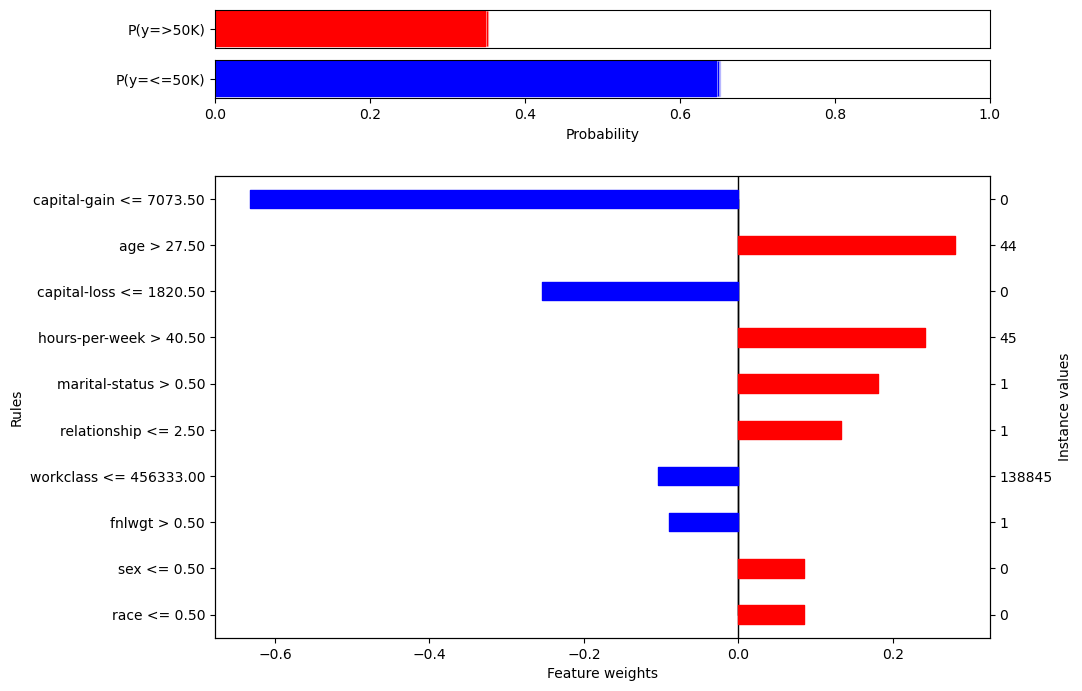 P(y=>50K)
P(y=<=50K)
0.0 0.2 0.4 0.6 0.8 1.0
Probability
capital-gain <= 7073.50 0
age > 27.50 44
capital-loss <= 1820.50 0
hours-per-week > 40.50 45
marital-status > 0.50 1
relationship <= 2.50 1
workclass <= 456333.00 138845
fnlwgt > 0.50 1
sex <= 0.50 0
race <= 0.50 0
Rules
Instance values
−0.6 −0.4 −0.2 0.0 0.2
Feature weights